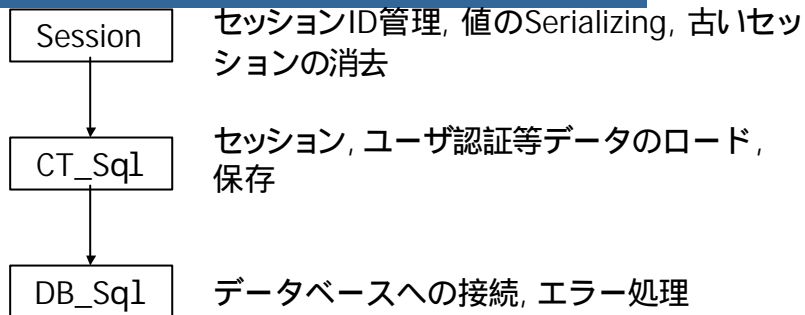 Session
セッションID管理, 値のSerializing, 古いセッ
ションの消去
CT_Sql
セッション, ユーザ認証等データのロード,
保存
DB_Sql
データベースへの接続, エラー処理